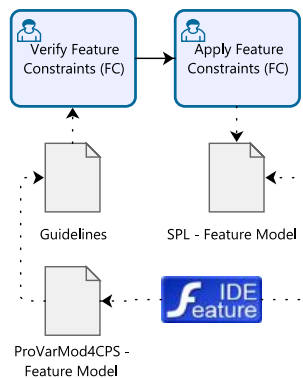 Verify Feature
Constraints (FC)
Apply Feature
Constraints (FC)
Guidelines
SPL - Feature Model
IDE
Feature
ProVarMod4CPS -
Feature Model